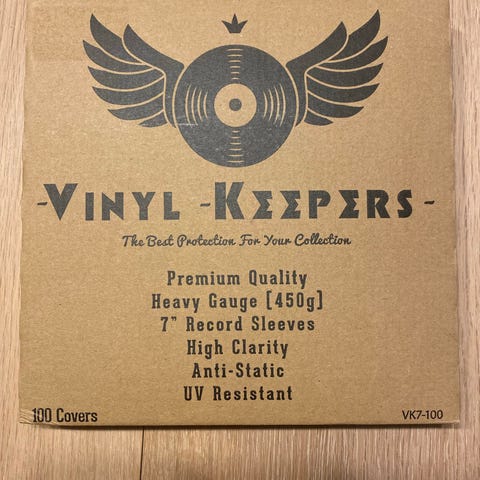 -Vinyl -Keepers-
The Best Protection For Your Collection
Premium Quality
Heavy Gauge [450g]
7” Record Sleeves
High Clarity
Anti-Static
UV Resistant
100 Covers
VK7-100